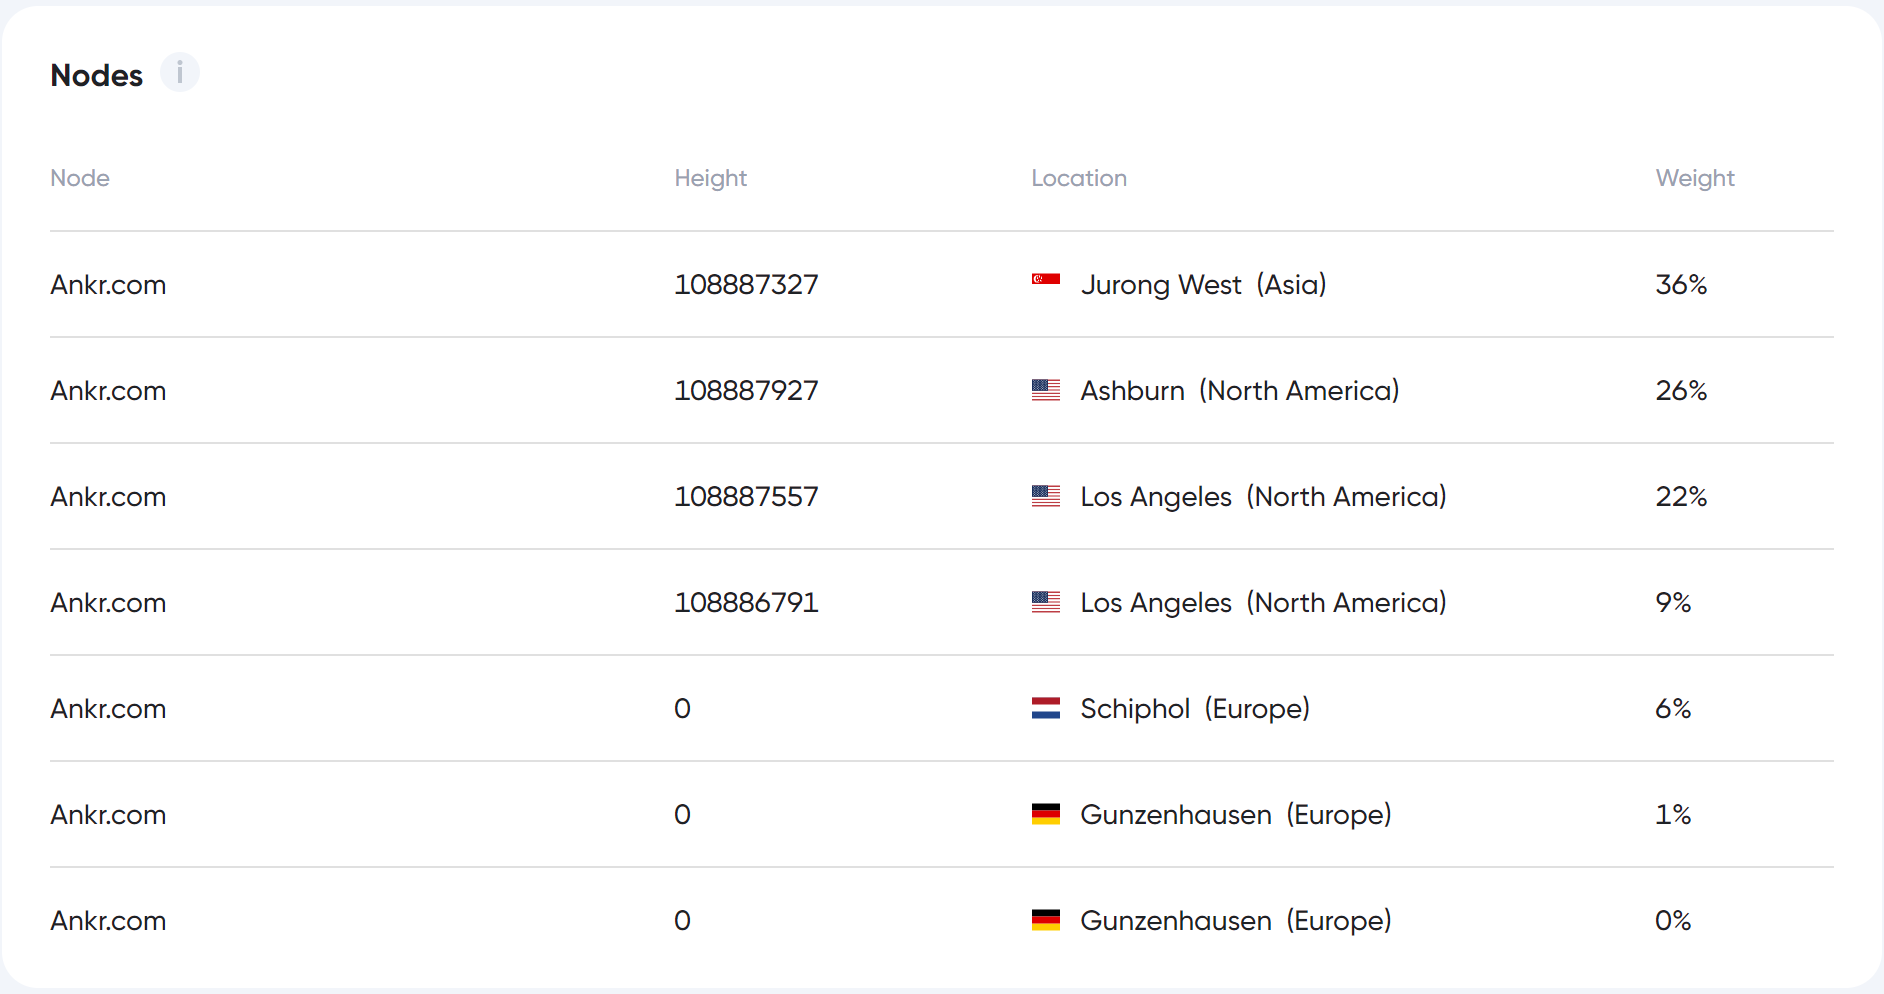 Nodes i
Node Height Location Weight
Ankr.com 108887327 Jurong West (Asia) 36%
Ankr.com 108887927 Ashburn (North America) 26%
Ankr.com 108887557 Los Angeles (North America) 22%
Ankr.com 108886791 Los Angeles (North America) 9%
Ankr.com 0 Schiphol (Europe) 6%
Ankr.com 0 Gunzenhausen (Europe) 1%
Ankr.com 0 Gunzenhausen (Europe) 0%